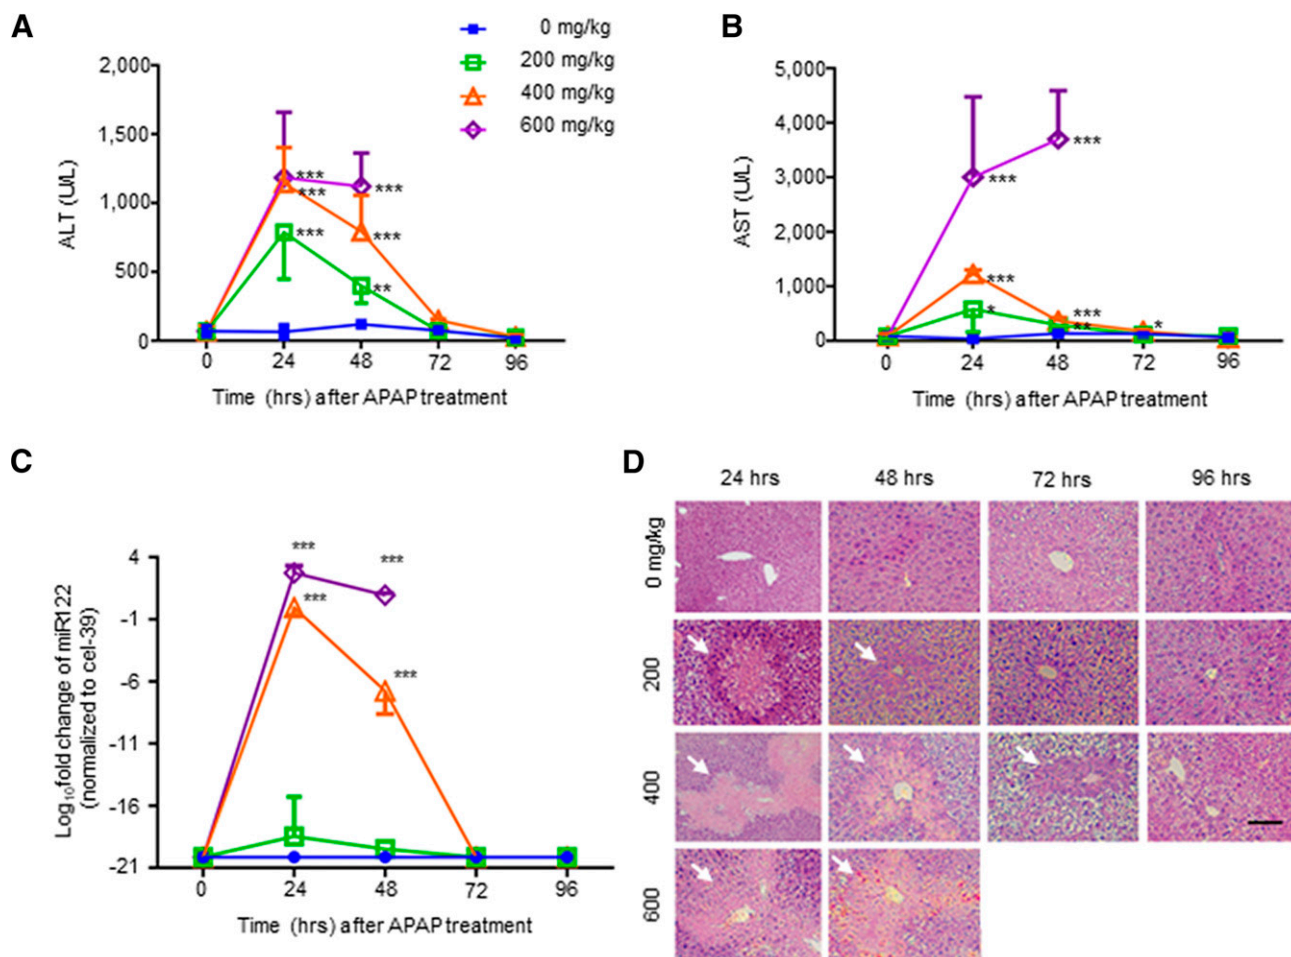 A
0 mg/kg
200 mg/kg
400 mg/kg
600 mg/kg
2,000
1,500
1,000
500
0
ALT (U/L)
***
***
***
***
***
**
0 24 48 72 96
Time (hrs) after APAP treatment
B
5,000
4,000
3,000
2,000
1,000
0
AST (U/L)
***
***
***
*
***
**
*
0 24 48 72 96
Time (hrs) after APAP treatment
C
4
-1
-6
-11
-16
-21
Log10fold change of miR122
(normalized to cel-39)
***
***
***
***
0 24 48 72 96
Time (hrs) after APAP treatment
D
24 hrs 48 hrs 72 hrs 96 hrs
0 mg/kg
200
400
600